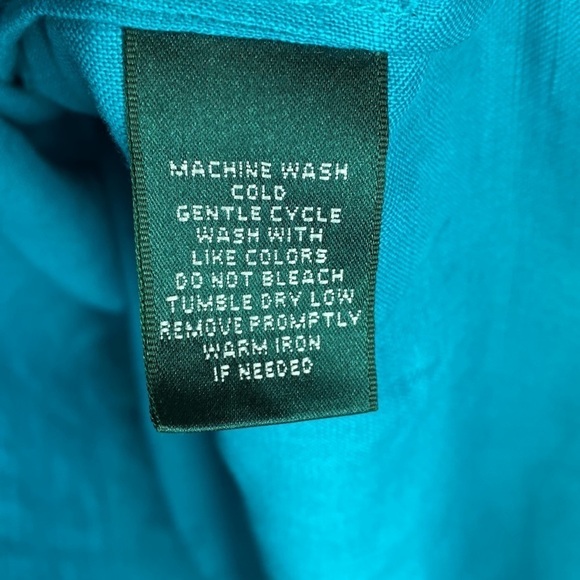 MACHINE WASH
COLD
GENTLE CYCLE
WASH WITH
LIKE COLORS
DO NOT BLEACH
TUMBLE DRY LOW
REMOVE PROMPTLY
WARM IRON
IF NEEDED